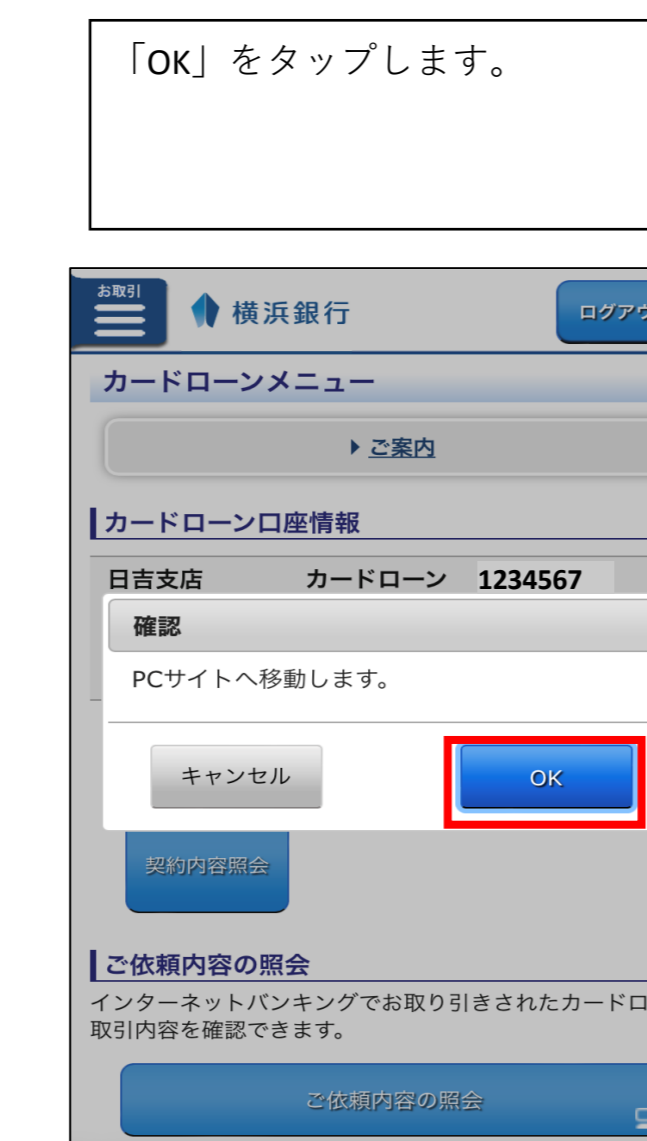 「OK」をタップします。
お取引
横浜銀行
ログアウ
カードローンメニュー
ご案内
カードローン口座情報
日吉支店 カードローン 1234567
確認
PCサイトへ移動します。
キャンセル OK
契約内容照会
ご依頼内容の照会
インターネットバンキングでお取り引きされたカードロ
取引内容を確認できます。
ご依頼内容の照会